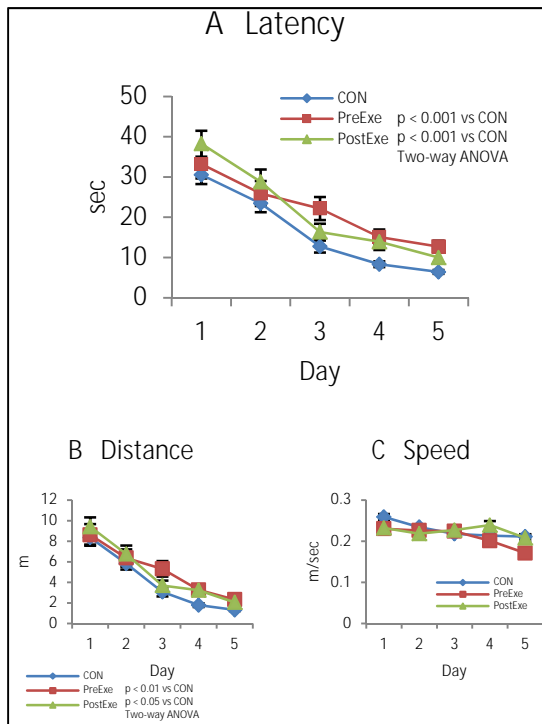 A Latency
50
40
30
20
10
0
sec
CON
PreExe p < 0.001 vs CON
PostExe p < 0.001 vs CON
Two-way ANOVA
1 2 3 4 5
Day
B Distance
12
10
8
6
4
2
0
m
1 2 3 4 5
Day
CON
PreExe p < 0.01 vs CON
PostExe p < 0.05 vs CON
Two-way ANOVA
C Speed
0.3
0.2
0.1
0
m/sec
CON
PreExe
PostExe
1 2 3 4 5
Day